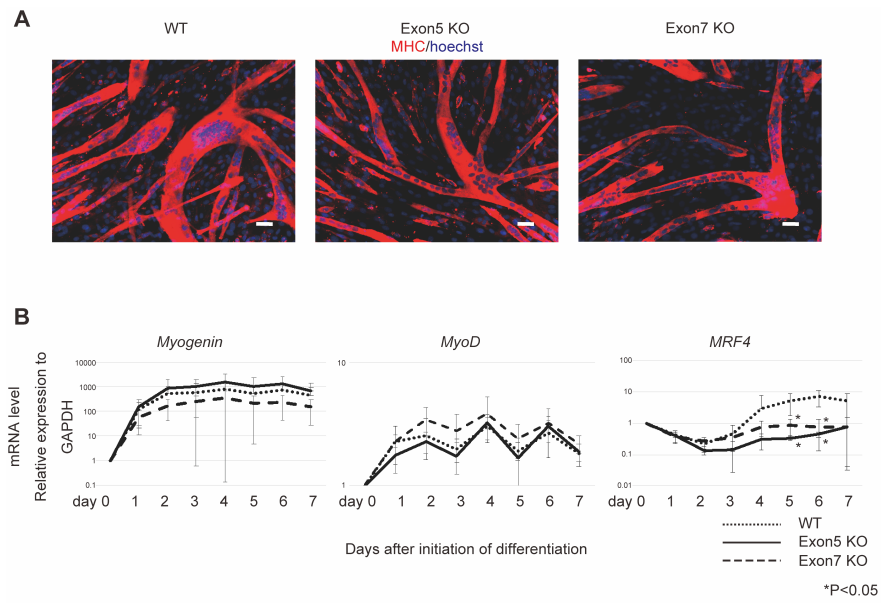 A
WT
Exon5 KO
Exon7 KO
MHC/hoechst
B
Myogenin
MyoD
MRF4
mRNA level
Relative expression to
GAPDH
10000
1000
100
10
1
0.1
10
1
100
10
1
0.1
0.01
* *
* *
day 0 1 2 3 4 5 6 7
day 0 1 2 3 4 5 6 7
day 0 1 2 3 4 5 6 7
Days after initiation of differentiation
WT
Exon5 KO
Exon7 KO
*P<0.05